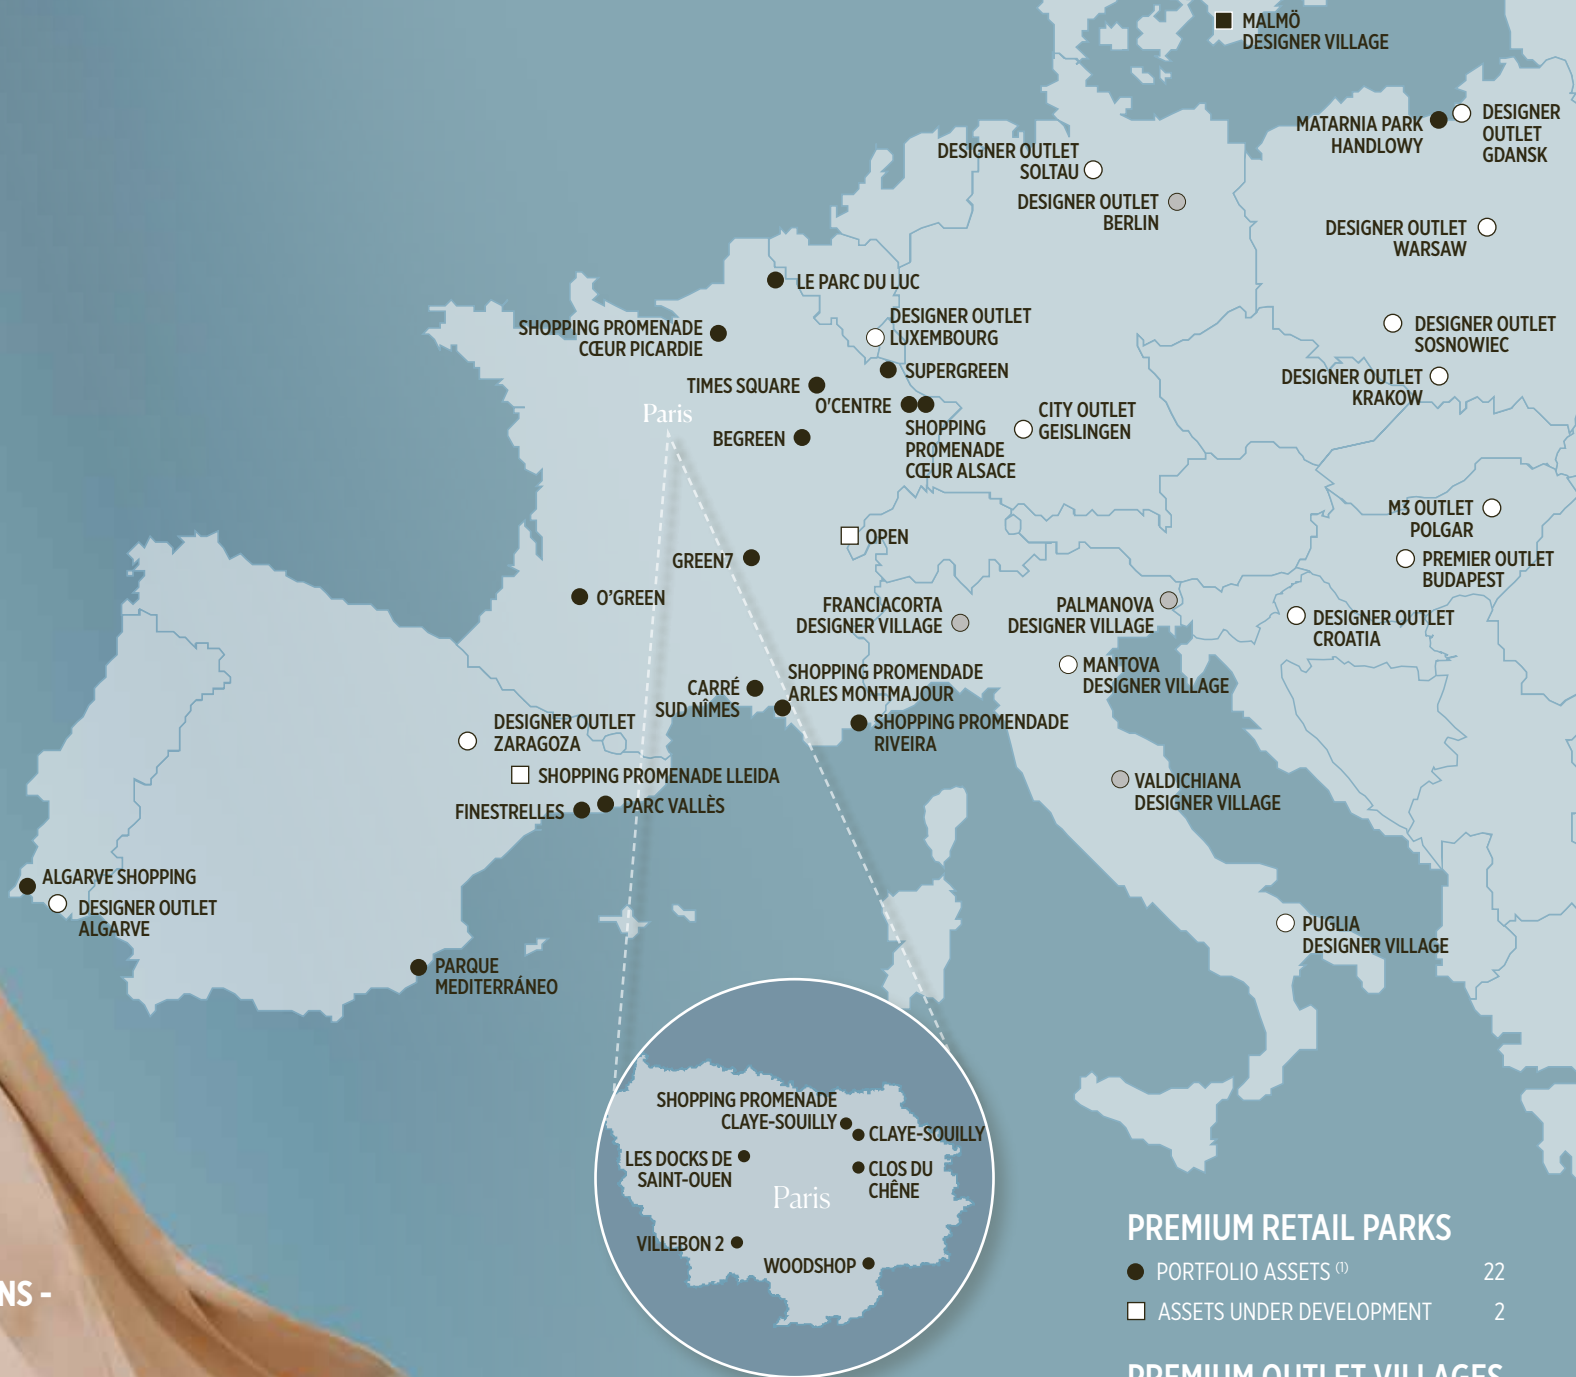 MALMÖ
DESIGNER VILLAGE
MATARNIA PARK
HANDLOWY
DESIGNER
OUTLET
GDANSK
DESIGNER OUTLET
SOLTAU
DESIGNER OUTLET
BERLIN
DESIGNER OUTLET
WARSAW
LE PARC DU LUC
DESIGNER OUTLET
LUXEMBOURG
SHOPPING PROMENADE
CŒUR PICARDIE
DESIGNER OUTLET
SOSNOWIEC
SUPERGREEN
DESIGNER OUTLET
KRAKOW
TIMES SQUARE
O'CENTRE
Paris
CITY OUTLET
GEISLINGEN
SHOPPING
PROMENADE
CŒUR ALSACE
BEGREEN
M3 OUTLET
POLGAR
OPEN
PREMIER OUTLET
BUDAPEST
GREEN7
O'GREEN
FRANCIACORTA
DESIGNER VILLAGE
PALMANOVA
DESIGNER VILLAGE
DESIGNER OUTLET
CROATIA
MANTOVA
DESIGNER VILLAGE
SHOPPING PROMENDADE
ARLES MONTMAJOUR
CARRÉ
SUD NÎMES
SHOPPING PROMENDADE
RIVEIRA
DESIGNER OUTLET
ZARAGOZA
SHOPPING PROMENADE LLEIDA
VALDICHIANA
DESIGNER VILLAGE
FINESTRELLES
PARC VALLÈS
ALGARVE SHOPPING
DESIGNER OUTLET
ALGARVE
PUGLIA
DESIGNER VILLAGE
PARQUE
MEDITERRÁNEO
SHOPPING PROMENADE
CLAYE-SOUILLY
CLAYE-SOUILLY
LES DOCKS DE
SAINT-OUEN
CLOS DU
CHÊNE
Paris
VILLEBON 2
WOODSHOP
PREMIUM RETAIL PARKS
PORTFOLIO ASSETS (1) 22
ASSETS UNDER DEVELOPMENT 2
PREMIUM OUTLET VILLAGES
NS -